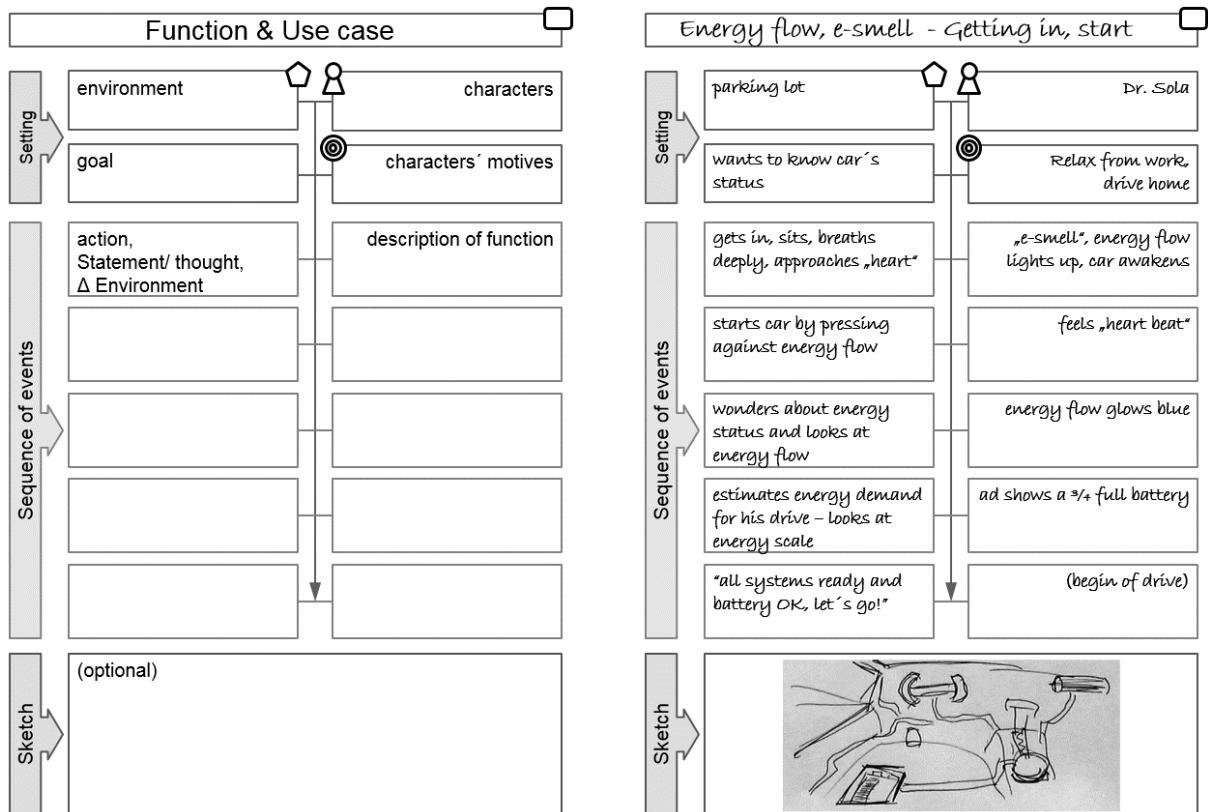 Function & Use case
Setting
environment
characters
goal
characters´ motives
Sequence of events
action,
Statement/ thought,
Δ Environment
description of function
Sketch
(optional)
Energy flow, e-smell - Getting in, start
Setting
parking lot
Dr. Sola
wants to know car´s
status
Relax from work,
drive home
Sequence of events
gets in, sits, breaths
deeply, approaches „heart“
„e-smell“, energy flow
lights up, car awakens
starts car by pressing
against energy flow
feels „heart beat“
wonders about energy
status and looks at
energy flow
energy flow glows blue
estimates energy demand
for his drive – looks at
energy scale
ad shows a ¾ full battery
“all systems ready and
battery OK, let´s go!”
(begin of drive)
Sketch